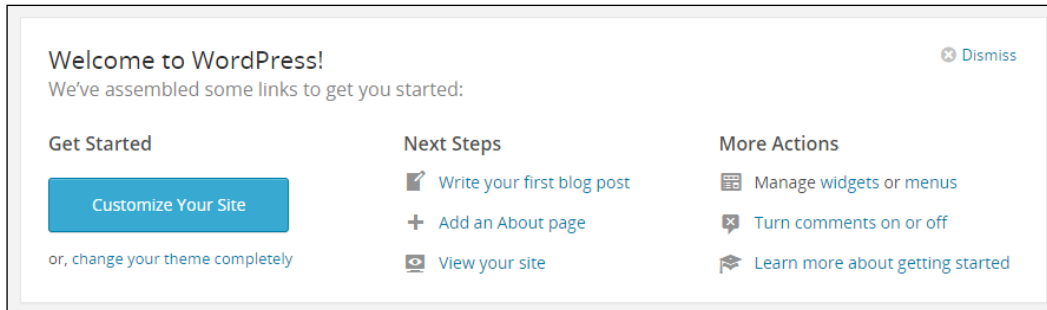 Welcome to WordPress!
Dismiss
We've assembled some links to get you started:
Get Started
Customize Your Site
or, change your theme completely
Next Steps
Write your first blog post
Add an About page
View your site
More Actions
Manage widgets or menus
Turn comments on or off
Learn more about getting started